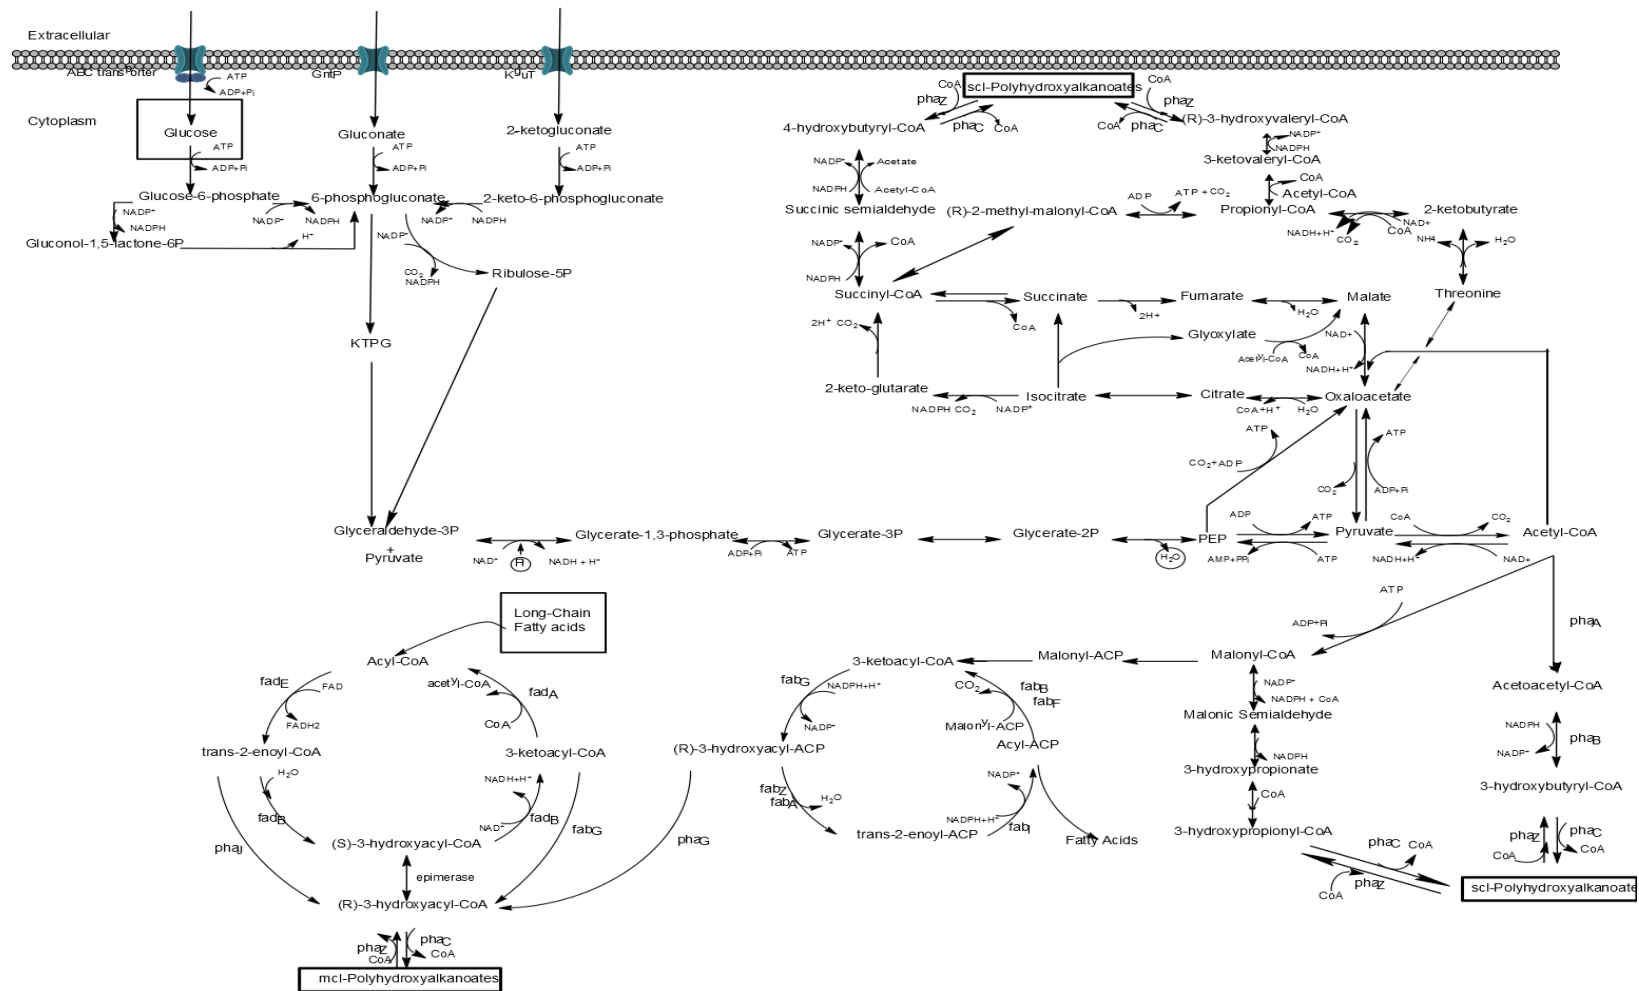 Extracellular
ABC transporter
GntP
KguT
ATP
ADP+Pi
Cytoplasm
Glucose
Gluconate
2-ketogluconate
ATP
ADP+Pi
ATP
ADP+Pi
ATP
ADP+Pi
Glucose-6-phosphate
6-phosphogluconate
2-keto-6-phosphogluconate
NADP⁺
NADPH
NADP⁺
NADPH
NADP⁺
NADPH
Gluconol-1,5-lactone-6P
H⁺
NADP⁺
CO₂
NADPH
Ribulose-5P
KTPG
scl-Polyhydroxyalkanoates
CoA
phaZ
phaC
CoA
CoA
phaZ
CoA
phaC
4-hydroxybutyryl-CoA
(R)-3-hydroxyvaleryl-CoA
NADP⁺
NADPH
3-ketovaleryl-CoA
CoA
Acetyl-CoA
NADP⁺
Acetate
NADPH
Acetyl-CoA
Succinic semialdehyde
(R)-2-methyl-malonyl-CoA
ADP
ATP + CO₂
Propionyl-CoA
2-ketobutyrate
NAD+
CoA
NADH+H⁺
CO₂
NH4
H₂O
NADP⁺
CoA
NADPH
Succinyl-CoA
Succinate
Fumarate
Malate
Threonine
CoA
2H+
H₂O
2H⁺ CO₂
Glyoxylate
NAD+
Acetyl-CoA
CoA
NADH+H⁺
2-keto-glutarate
Isocitrate
Citrate
Oxaloacetate
NADPH CO₂
NADP⁺
CoA+H⁺
H₂O
ATP
CO₂+ADP
ATP
CO₂
ADP+Pi
Glyceraldehyde-3P
+
Pyruvate
Glycerate-1,3-phosphate
Glycerate-3P
Glycerate-2P
PEP
Pyruvate
Acetyl-CoA
NAD⁺
Pi
NADH + H⁺
ADP+Pi
ATP
H₂O
ADP
ATP
AMP+PPi
ATP
CoA
CO₂
NADH+H⁺
NAD+
Long-Chain
Fatty acids
Acyl-CoA
fadE
FAD
FADH2
acetyl-CoA
fadA
CoA
trans-2-enoyl-CoA
3-ketoacyl-CoA
H₂O
fadB
NADH+H⁺
NAD⁺
fadB
fabG
phaJ
(S)-3-hydroxyacyl-CoA
epimerase
(R)-3-hydroxyacyl-CoA
phaZ
CoA
phaC
CoA
mcl-Polyhydroxyalkanoates
3-ketoacyl-CoA
Malonyl-ACP
Malonyl-CoA
ATP
ADP+Pi
phaA
fabG
NADPH+H⁺
NADP⁺
CO₂
fabB
fabF
Malonyl-ACP
(R)-3-hydroxyacyl-ACP
Acyl-ACP
fabZ
fabA
H₂O
NADP⁺
NADPH+H⁺
fabI
trans-2-enoyl-ACP
Fatty Acids
phaG
NADP⁺
NADPH + CoA
Malonic Semialdehyde
NADPH
3-hydroxypropionate
CoA
3-hydroxypropionyl-CoA
phaC
CoA
CoA
phaZ
Acetoacetyl-CoA
NADPH
NADP⁺
phaB
3-hydroxybutyryl-CoA
phaZ
CoA
phaC
CoA
scl-Polyhydroxyalkanoate